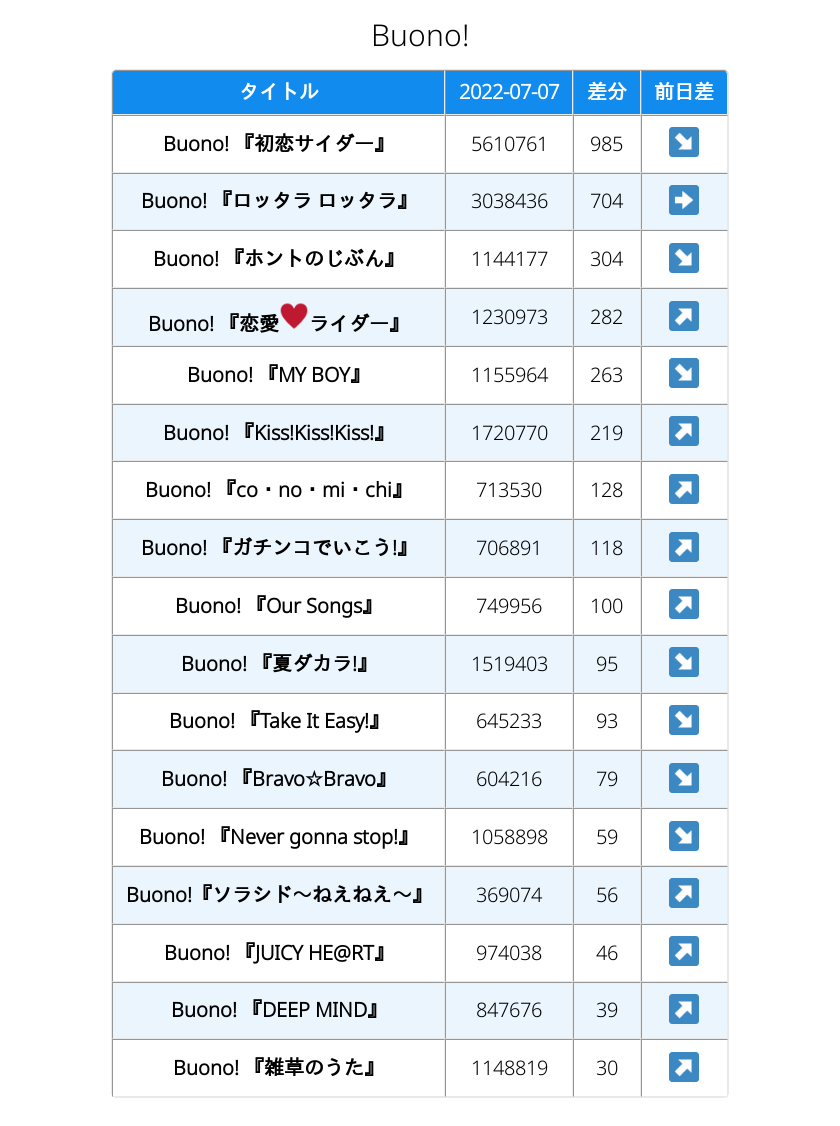 Buono!
タイトル 2022-07-07 差分 前日差
Buono! 『初恋サイダー』 5610761 985 ↘
Buono! 『ロッタラ ロッタラ』 3038436 704 ➡
Buono! 『ホントのじぶん』 1144177 304 ↘
Buono! 『恋愛❤ライダー』 1230973 282 ↗
Buono! 『MY BOY』 1155964 263 ↘
Buono! 『Kiss!Kiss!Kiss!』 1720770 219 ↗
Buono! 『co・no・mi・chi』 713530 128 ↗
Buono! 『ガチンコでいこう!』 706891 118 ↗
Buono! 『Our Songs』 749956 100 ↗
Buono! 『夏ダカラ!』 1519403 95 ↘
Buono! 『Take It Easy!』 645233 93 ↘
Buono! 『Bravo☆Bravo』 604216 79 ↘
Buono! 『Never gonna stop!』 1058898 59 ↘
Buono!『ソラシド〜ねえねえ〜』 369074 56 ↗
Buono! 『JUICY HE@RT』 974038 46 ↗
Buono! 『DEEP MIND』 847676 39 ↗
Buono! 『雑草のうた』 1148819 30 ↗